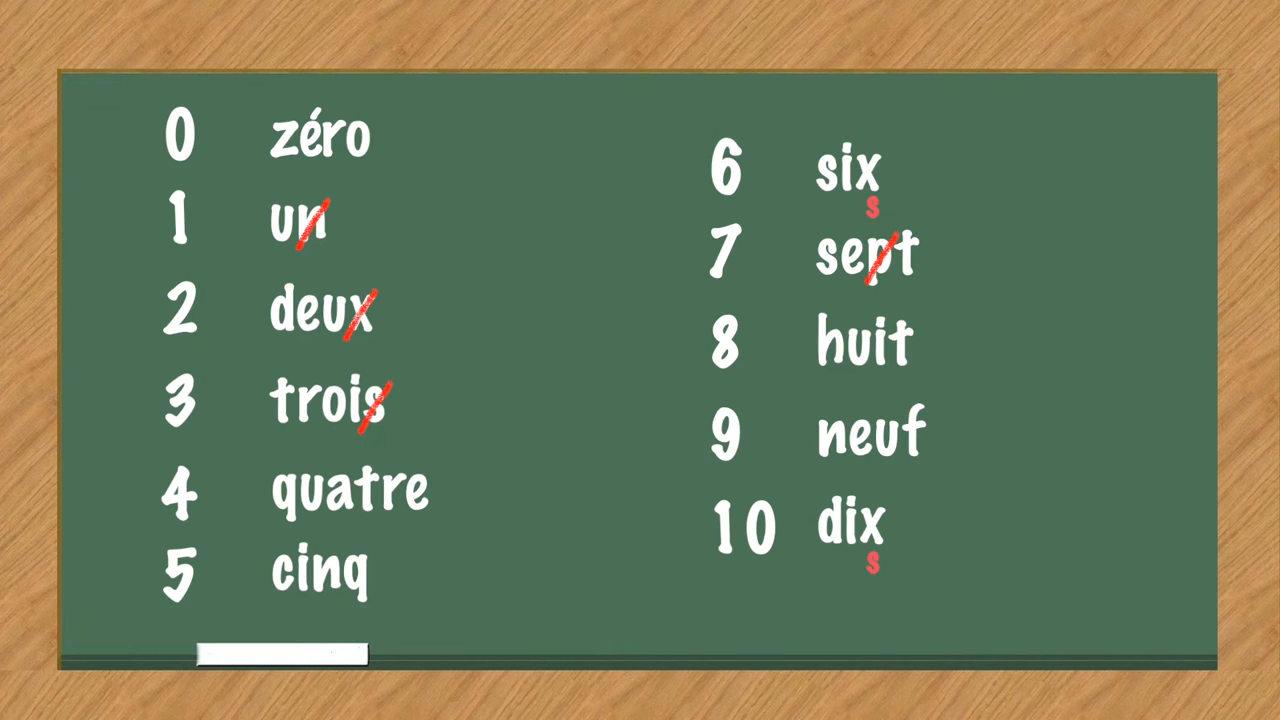 0 zéro
1 un
2 deux
3 trois
4 quatre
5 cinq
6 six
s
7 sept
8 huit
9 neuf
10 dix
s